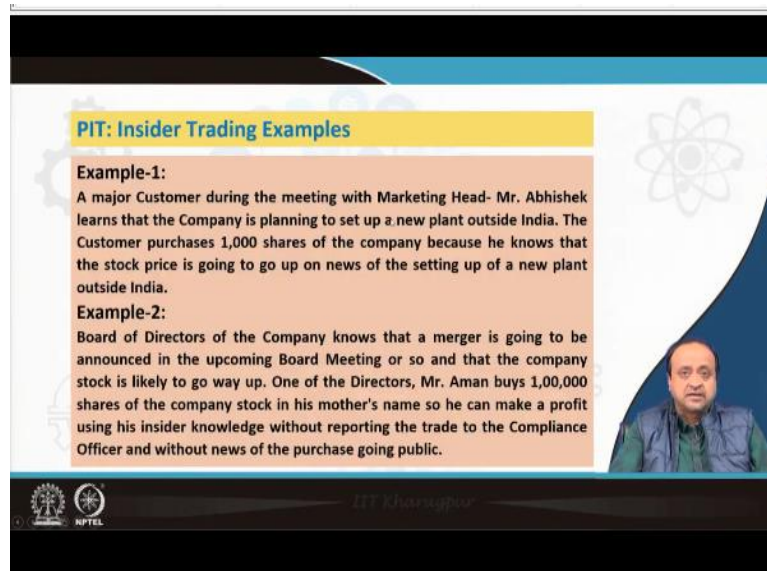 PIT: Insider Trading Examples
Example-1:
A major Customer during the meeting with Marketing Head- Mr. Abhishek
learns that the Company is planning to set up a new plant outside India. The
Customer purchases 1,000 shares of the company because he knows that
the stock price is going to go up on news of the setting up of a new plant
outside India.
Example-2:
Board of Directors of the Company knows that a merger is going to be
announced in the upcoming Board Meeting or so and that the company
stock is likely to go way up. One of the Directors, Mr. Aman buys 1,00,000
shares of the company stock in his mother's name so he can make a profit
using his insider knowledge without reporting the trade to the Compliance
Officer and without news of the purchase going public.
IIT Kharagpur
NPTEL